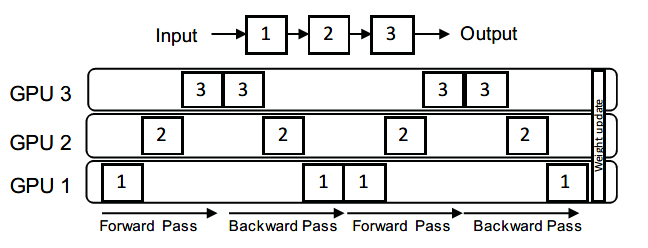 Input 1 2 3 Output
GPU 3 3 3 3 3
GPU 2 2 2 2 2
GPU 1 1 1 1 1
Weight update
Forward Pass Backward Pass Forward Pass Backward Pass